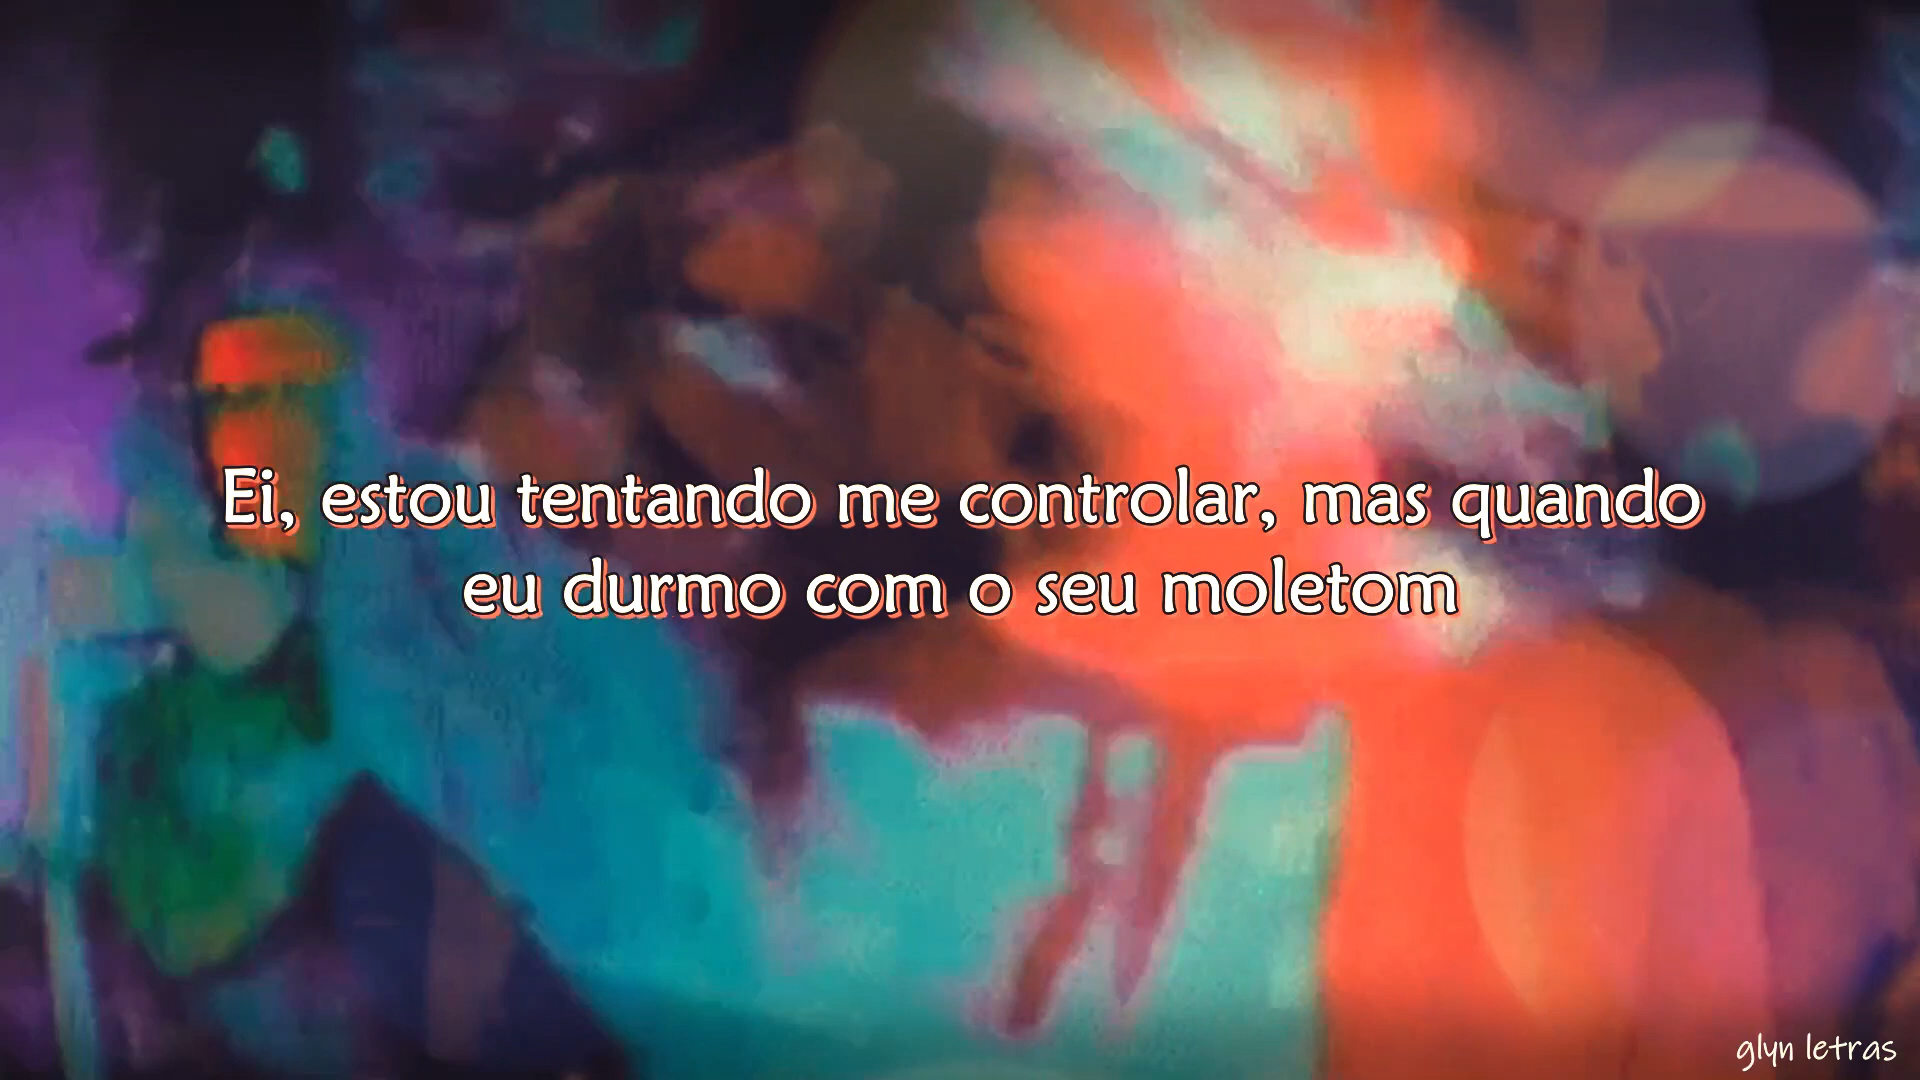 Ei, estou tentando me controlar, mas quando
eu durmo com o seu moletom
glyn letras